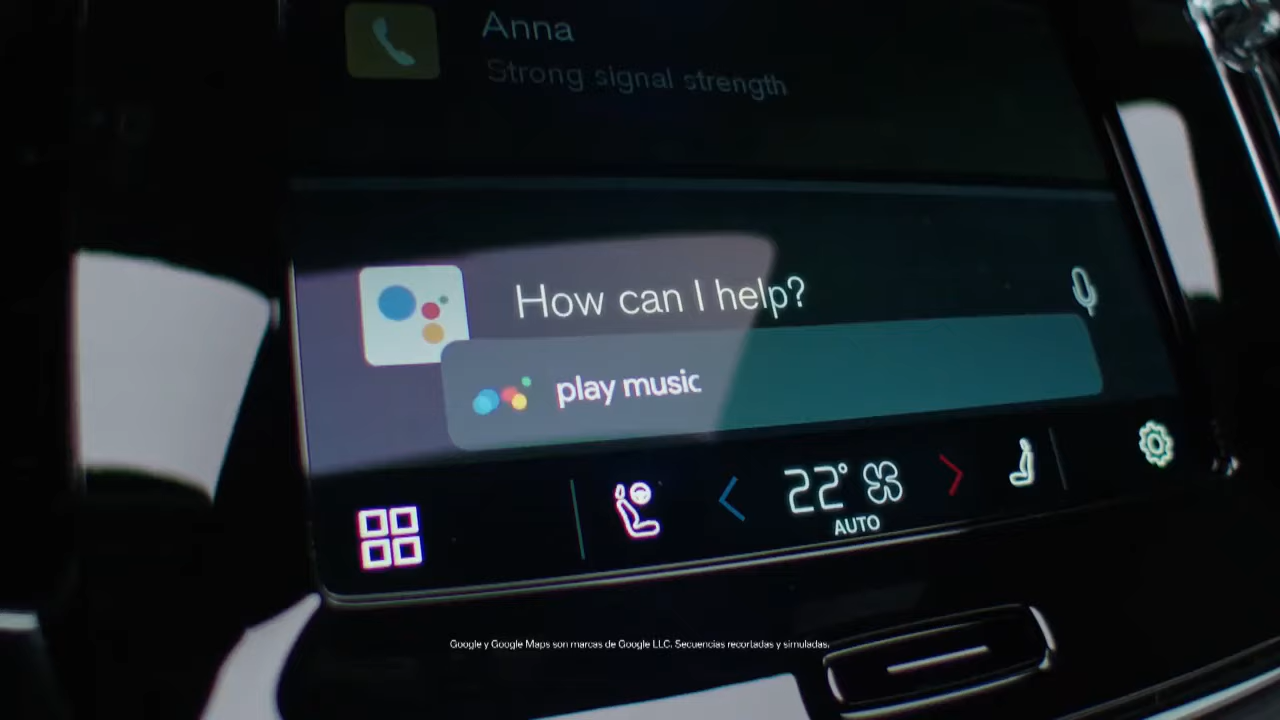 Anna
Strong signal strength
How can I help?
play music
22°
AUTO
Google y Google Maps son marcas de Google LLC. Secuencias recortadas y simuladas.